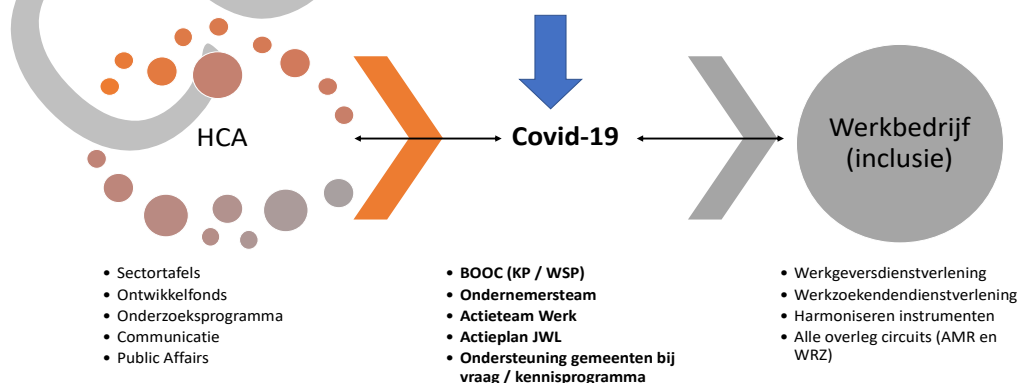 HCA
Covid-19
Werkbedrijf
(inclusie)
• Sectortafels
• Ontwikkelfonds
• Onderzoeksprogramma
• Communicatie
• Public Affairs
• BOOC (KP / WSP)
• Ondernemersteam
• Actieteam Werk
• Actieplan JWL
• Ondersteuning gemeenten bij
vraag / kennisprogramma
• Werkgeversdienstverlening
• Werkzoekendendienstverlening
• Harmoniseren instrumenten
• Alle overleg circuits (AMR en
WRZ)